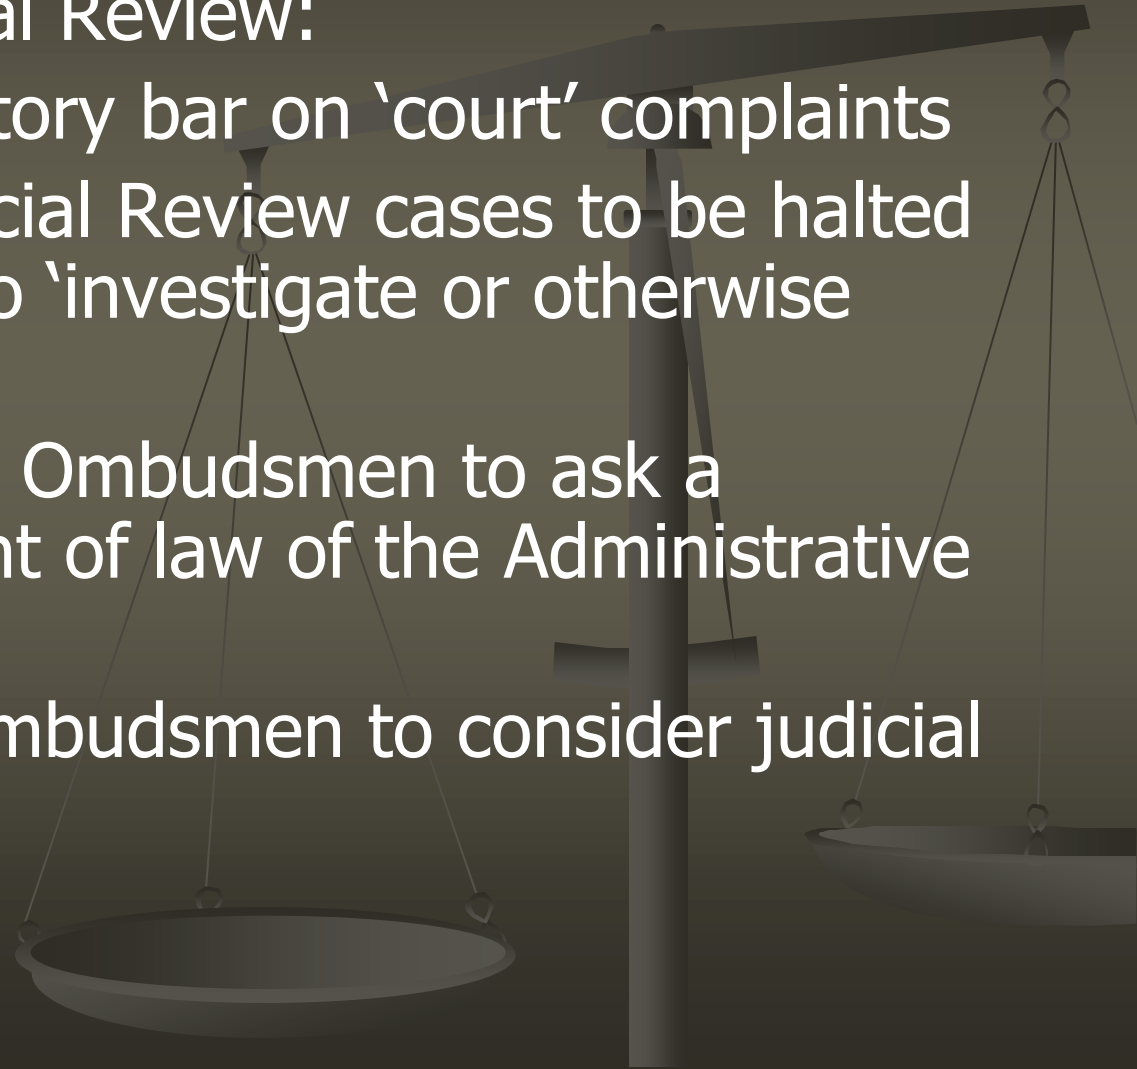 al Review:
tory bar on ‘court’ complaints
cial Review cases to be halted
o ‘investigate or otherwise
Ombudsmen to ask a
nt of law of the Administrative
mbudsmen to consider judicial